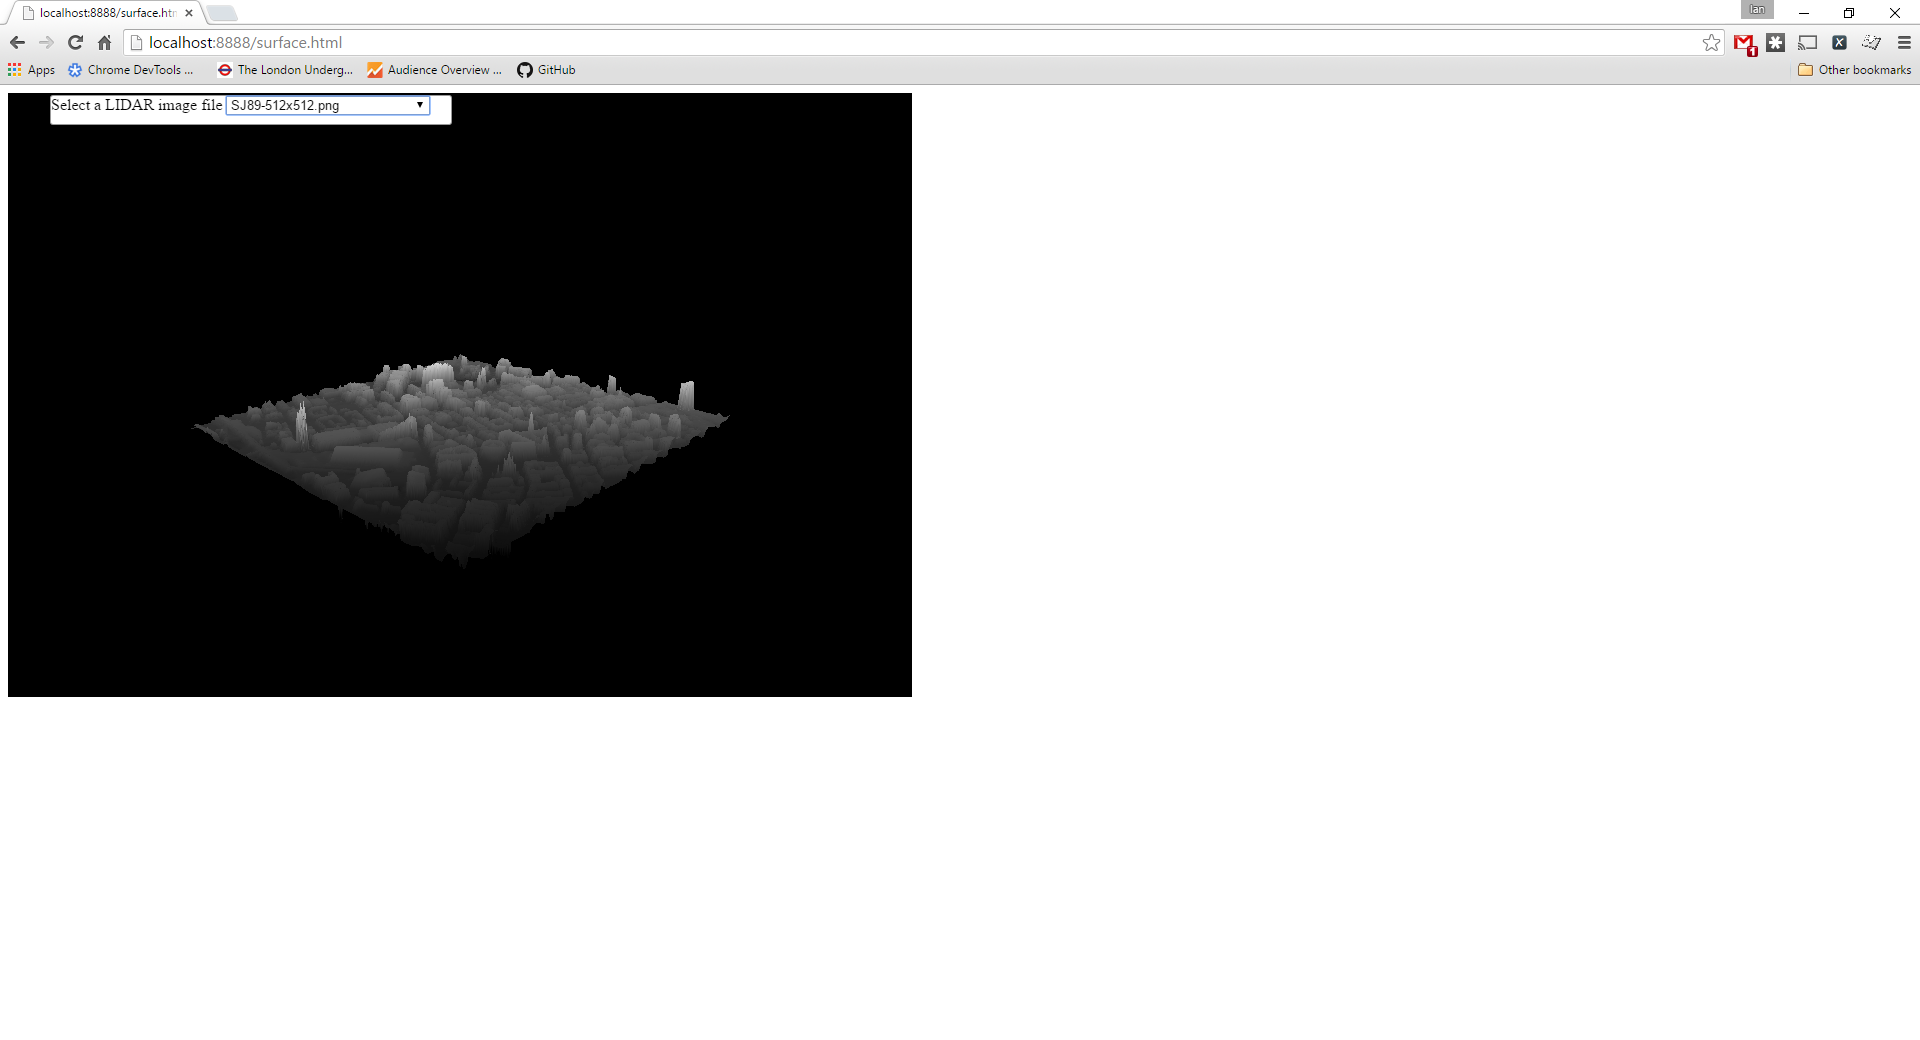 localhost:8888/surface.htm
Ian
localhost:8888/surface.html
1
Apps
Chrome DevTools ...
The London Underg...
Audience Overview ...
GitHub
Other bookmarks
Select a LIDAR image file
SJ89-512x512.png